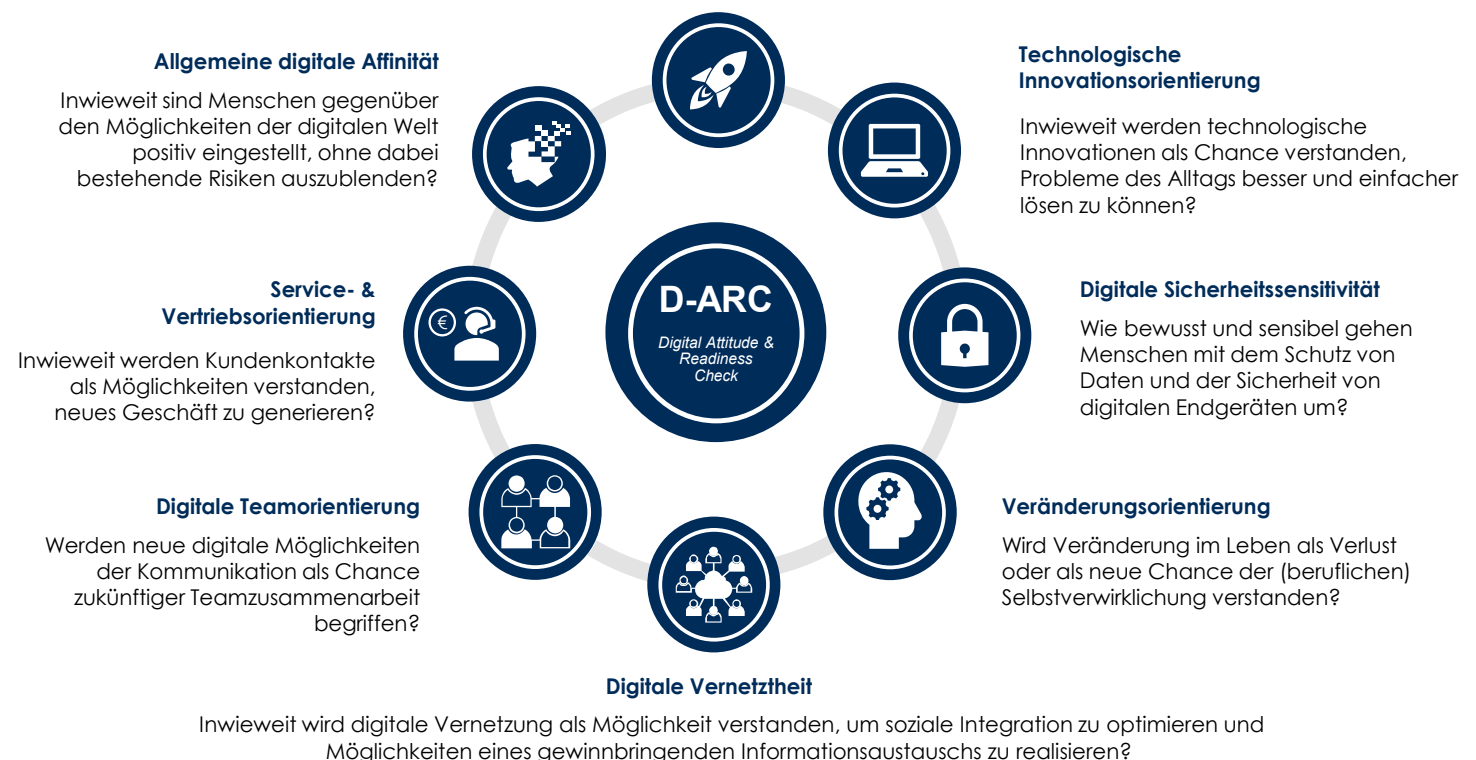 Allgemeine digitale Affinität
Inwieweit sind Menschen gegenüber
den Möglichkeiten der digitalen Welt
positiv eingestellt, ohne dabei
bestehende Risiken auszublenden?
Technologische
Innovationsorientierung
Inwieweit werden technologische
Innovationen als Chance verstanden,
Probleme des Alltags besser und einfacher
lösen zu können?
Service- &
Vertriebsorientierung
Inwieweit werden Kundenkontakte
als Möglichkeiten verstanden,
neues Geschäft zu generieren?
€
D-ARC
Digital Attitude &
Readiness
Check
Digitale Sicherheitssensitivität
Wie bewusst und sensibel gehen
Menschen mit dem Schutz von
Daten und der Sicherheit von
digitalen Endgeräten um?
Digitale Teamorientierung
Werden neue digitale Möglichkeiten
der Kommunikation als Chance
zukünftiger Teamzusammenarbeit
begriffen?
Veränderungsorientierung
Wird Veränderung im Leben als Verlust
oder als neue Chance der (beruflichen)
Selbstverwirklichung verstanden?
Digitale Vernetztheit
Inwieweit wird digitale Vernetzung als Möglichkeit verstanden, um soziale Integration zu optimieren und
Möglichkeiten eines gewinnbringenden Informationsaustauschs zu realisieren?